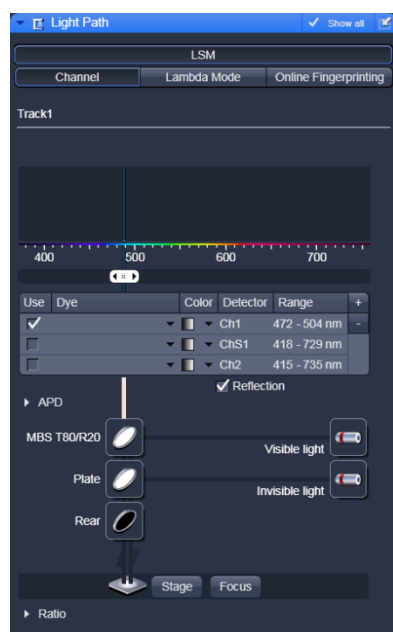 Light Path Show all
LSM
Channel Lambda Mode Online Fingerprinting
Track1
400 500 600 700
Use Dye Color Detector Range +
Ch1 472 - 504 nm -
ChS1 418 - 729 nm
Ch2 415 - 735 nm
Reflection
APD
MBS T80/R20
Visible light
Plate
Invisible light
Rear
Stage Focus
Ratio